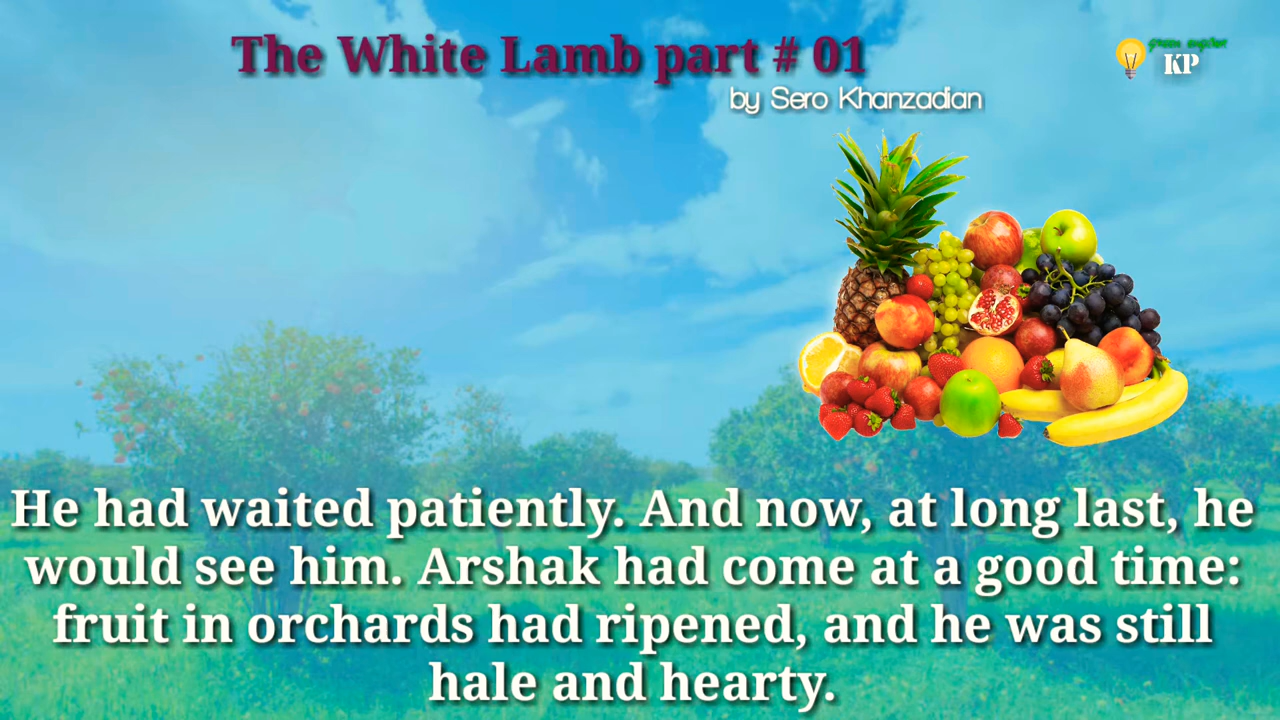 The White Lamb part # 01
by Sero Khanzadian
KP
He had waited patiently. And now, at long last, he
would see him. Arshak had come at a good time:
fruit in orchards had ripened, and he was still
hale and hearty.